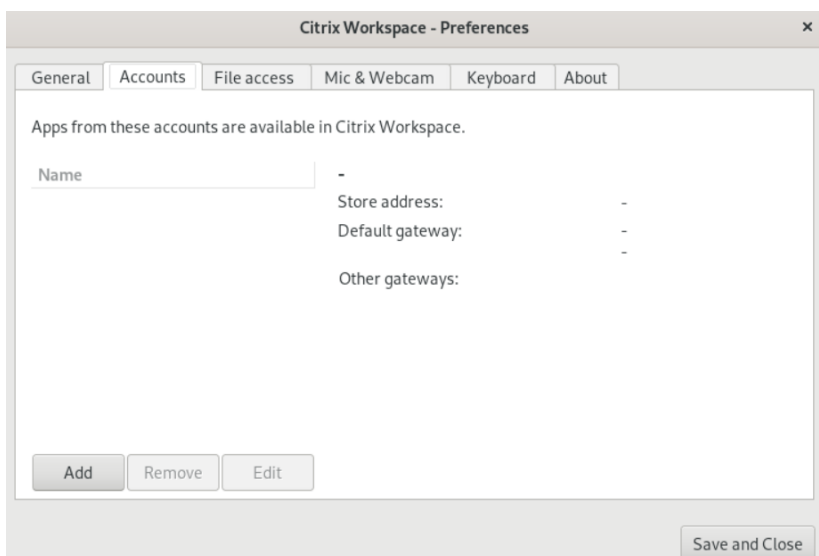 Citrix Workspace - Preferences ×
General Accounts File access Mic & Webcam Keyboard About
Apps from these accounts are available in Citrix Workspace.
Name -
Store address: -
Default gateway: -
-
Other gateways:
Add Remove Edit
Save and Close